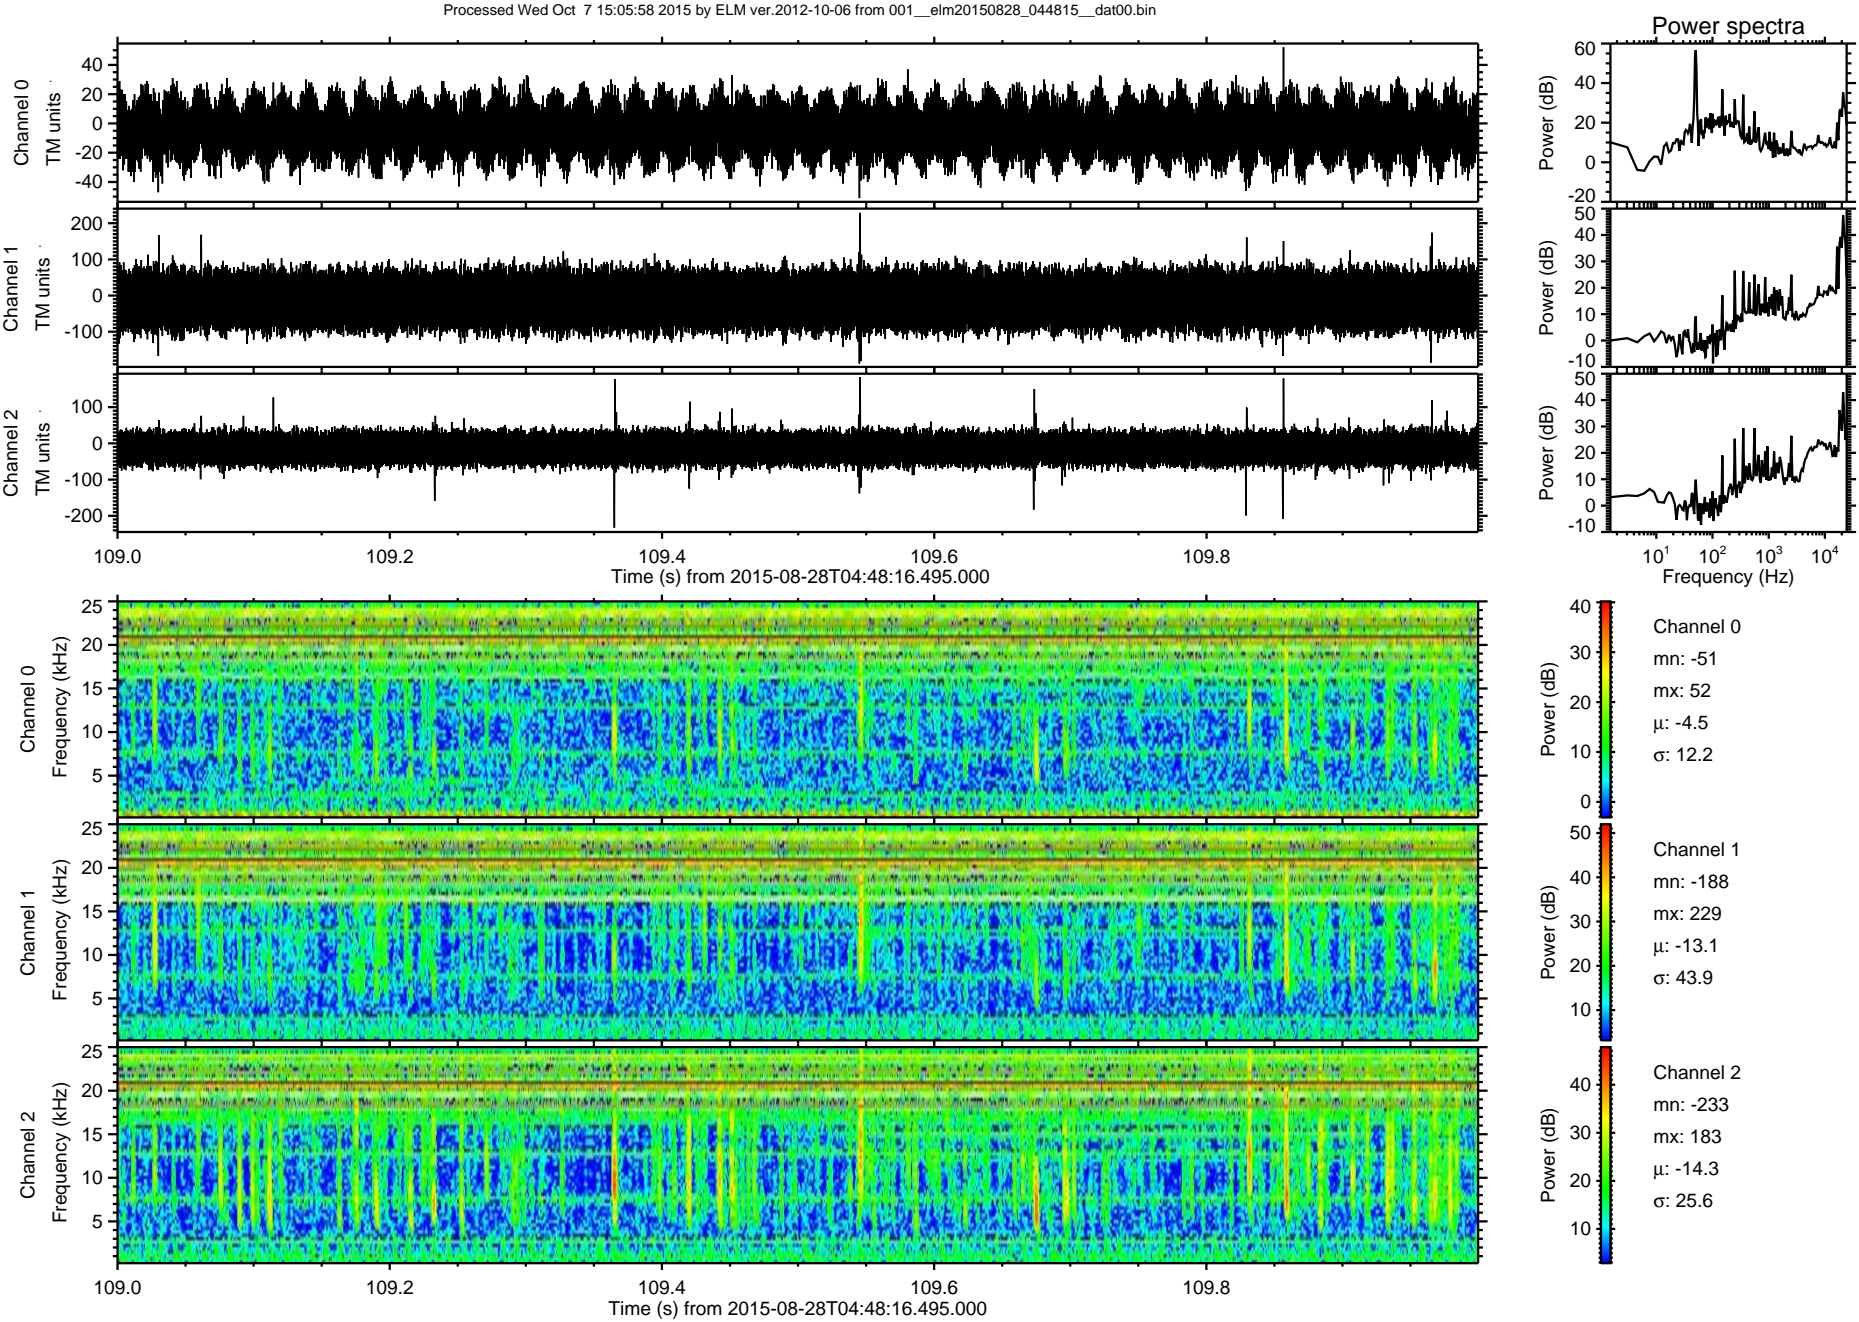 Processed Wed Oct 7 15:05:58 2015 by ELM ver.2012-10-06 from 001__elm20150828_044815__dat00.bin
Power spectra
Channel 0
TM units
40
20
0
-20
-40
Power (dB)
60
40
20
0
-20
Channel 1
TM units
200
100
0
-100
Power (dB)
50
40
30
20
10
0
-10
Channel 2
TM units
100
0
-100
-200
Power (dB)
50
40
30
20
10
0
-10
109.0
109.2
109.4
109.6
109.8
Time (s) from 2015-08-28T04:48:16.495.000
10^1
10^2
10^3
10^4
Frequency (Hz)
Channel 0
Frequency (kHz)
25
20
15
10
5
Power (dB)
40
30
20
10
0
Channel 0
mn: -51
mx: 52
μ: -4.5
σ: 12.2
Channel 1
Frequency (kHz)
25
20
15
10
5
Power (dB)
50
40
30
20
10
Channel 1
mn: -188
mx: 229
μ: -13.1
σ: 43.9
Channel 2
Frequency (kHz)
25
20
15
10
5
Power (dB)
40
30
20
10
Channel 2
mn: -233
mx: 183
μ: -14.3
σ: 25.6
109.0
109.2
109.4
109.6
109.8
Time (s) from 2015-08-28T04:48:16.495.000